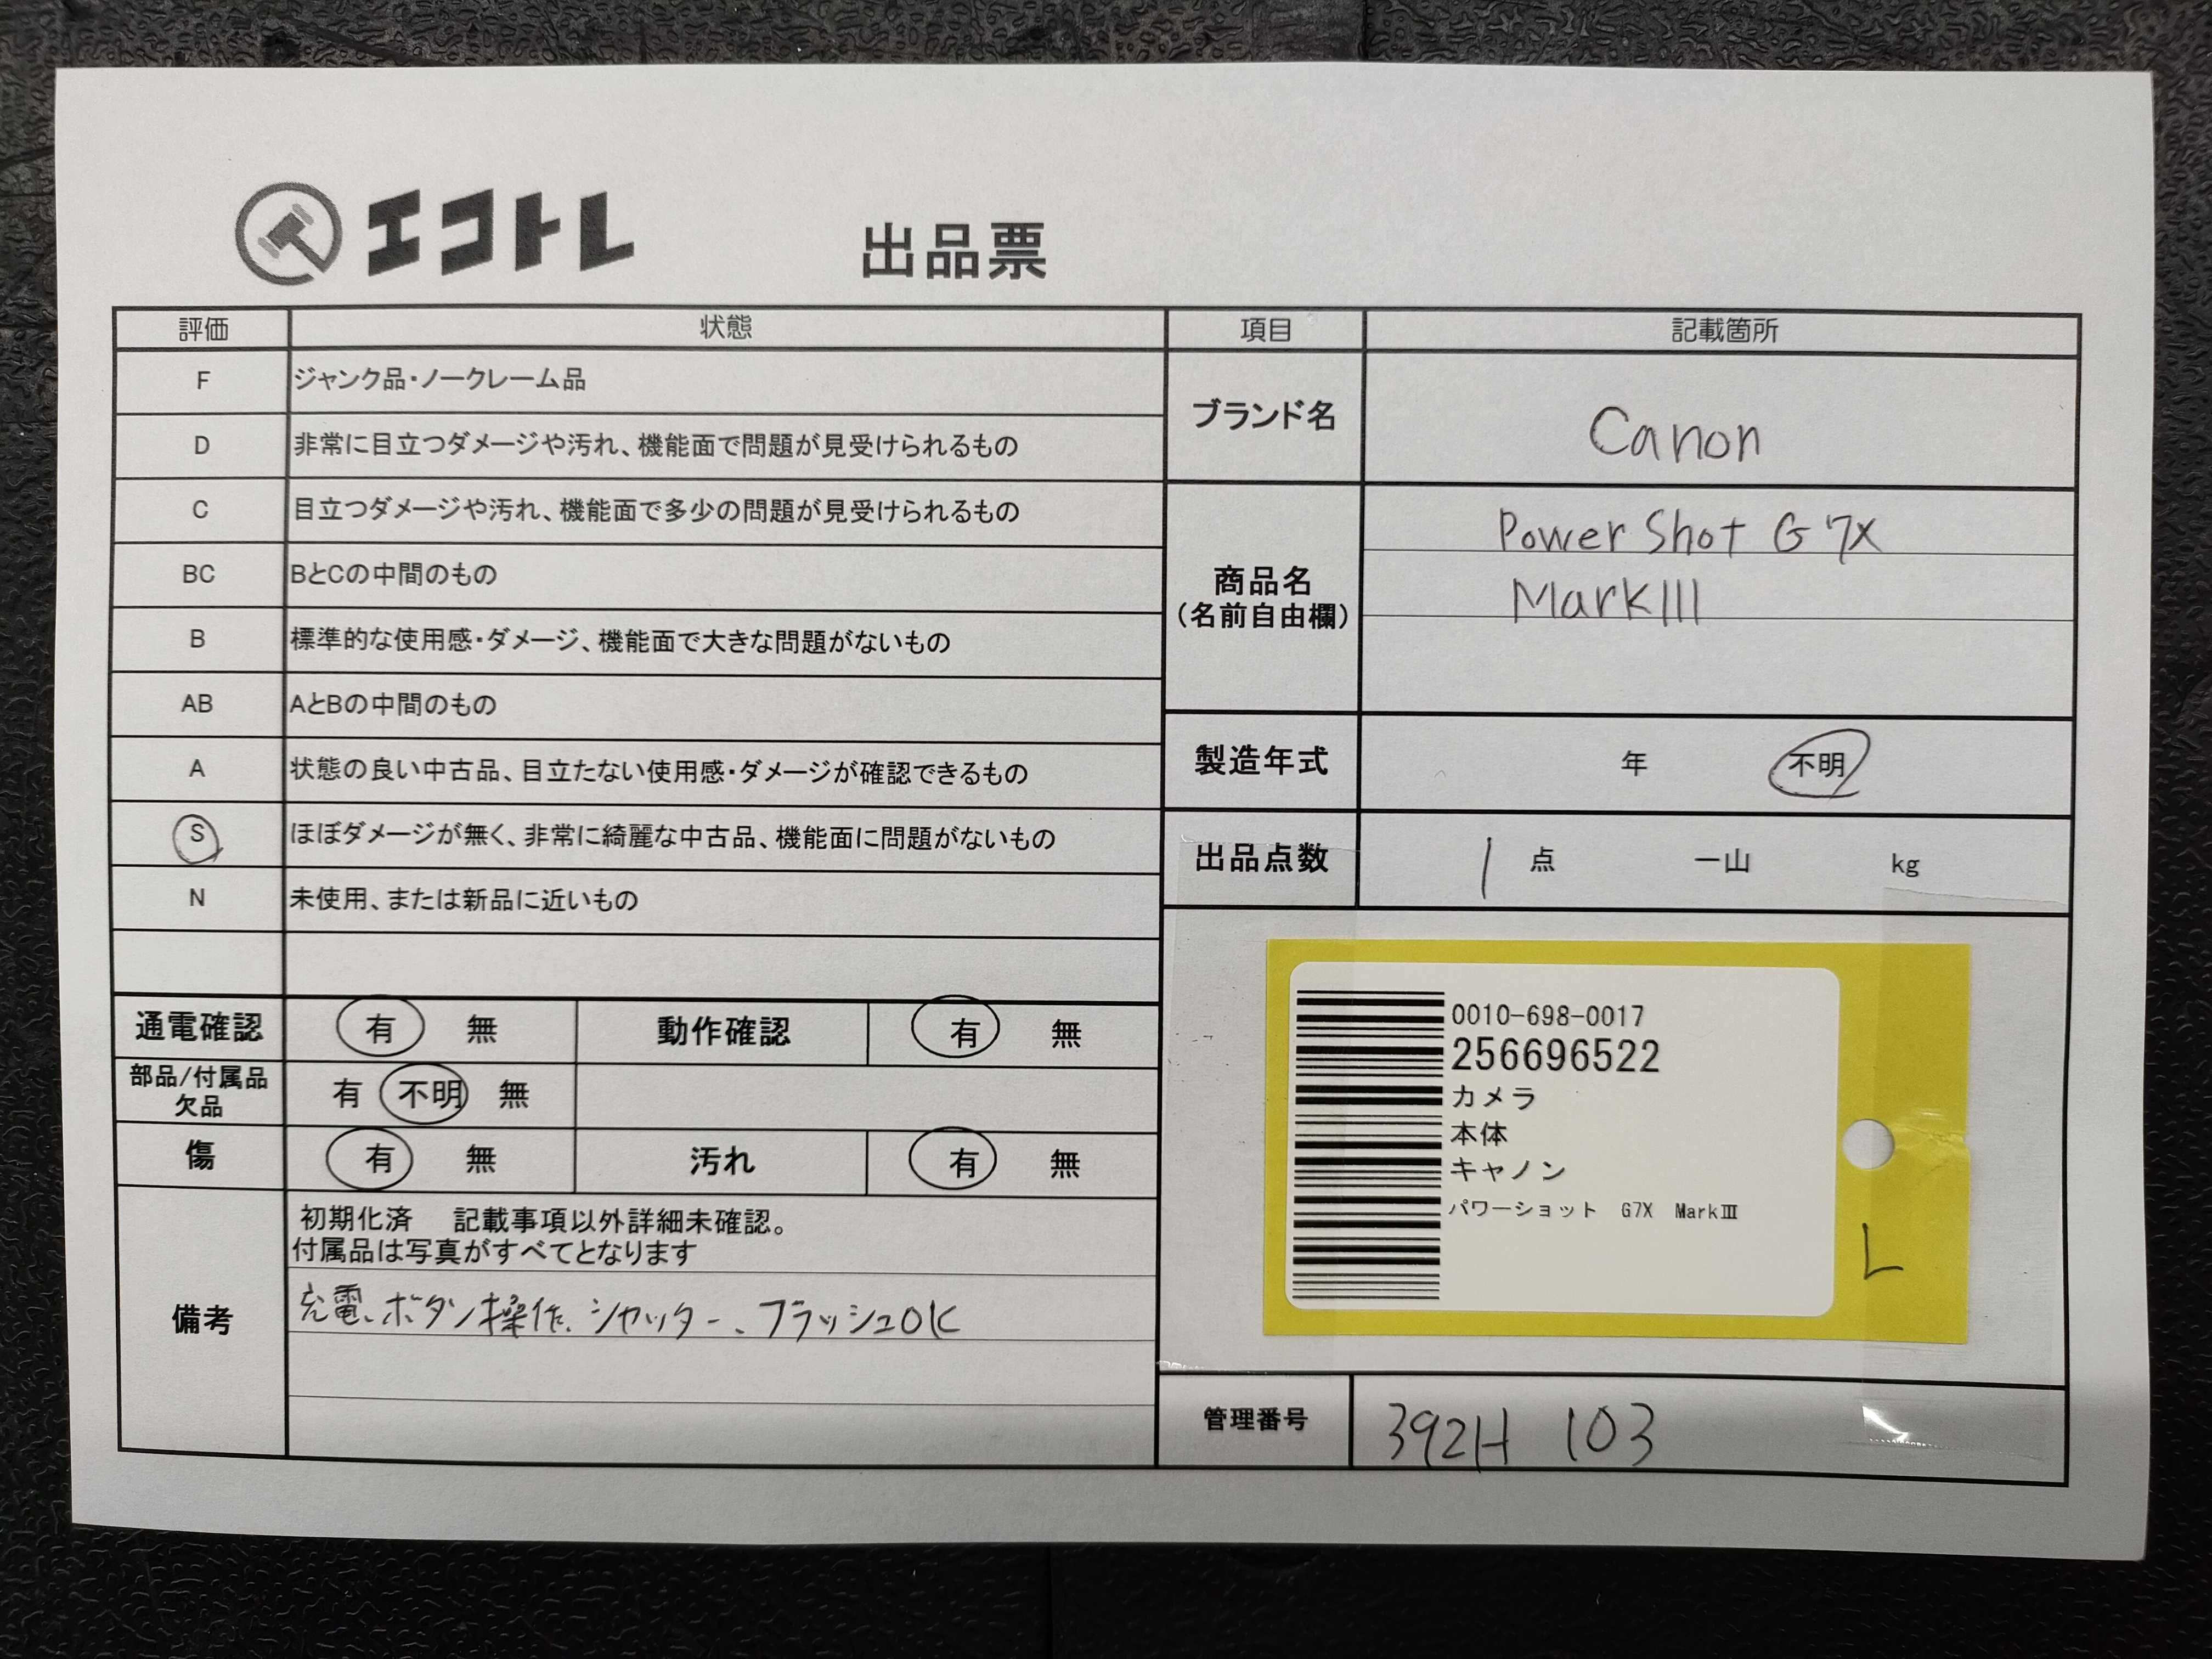 エコトレ
出品票
評価 状態
F ジャンク品・ノークレーム品
D 非常に目立つダメージや汚れ、機能面で問題が見受けられるもの
C 目立つダメージや汚れ、機能面で多少の問題が見受けられるもの
BC BとCの中間のもの
B 標準的な使用感・ダメージ、機能面で大きな問題がないもの
AB AとBの中間のもの
A 状態の良い中古品、目立たない使用感・ダメージが確認できるもの
S ほぼダメージが無く、非常に綺麗な中古品、機能面に問題がないもの
N 未使用、または新品に近いもの
通電確認 有 無 動作確認 有 無
部品/付属品
欠品 有 不明 無
傷 有 無 汚れ 有 無
備考
初期化済 記載事項以外詳細未確認。
付属品は写真がすべてとなります
充電、ボタン操作、シャッター、フラッシュOK
項目 記載箇所
ブランド名 Canon
商品名
(名前自由欄)
PowerShot G7X
MarkIII
製造年式 年 不明
出品点数 1 点 一山 kg
0010-698-0017
256696522
カメラ
本体
キャノン
パワーショット G7X MarkⅢ
L
管理番号 392H 103